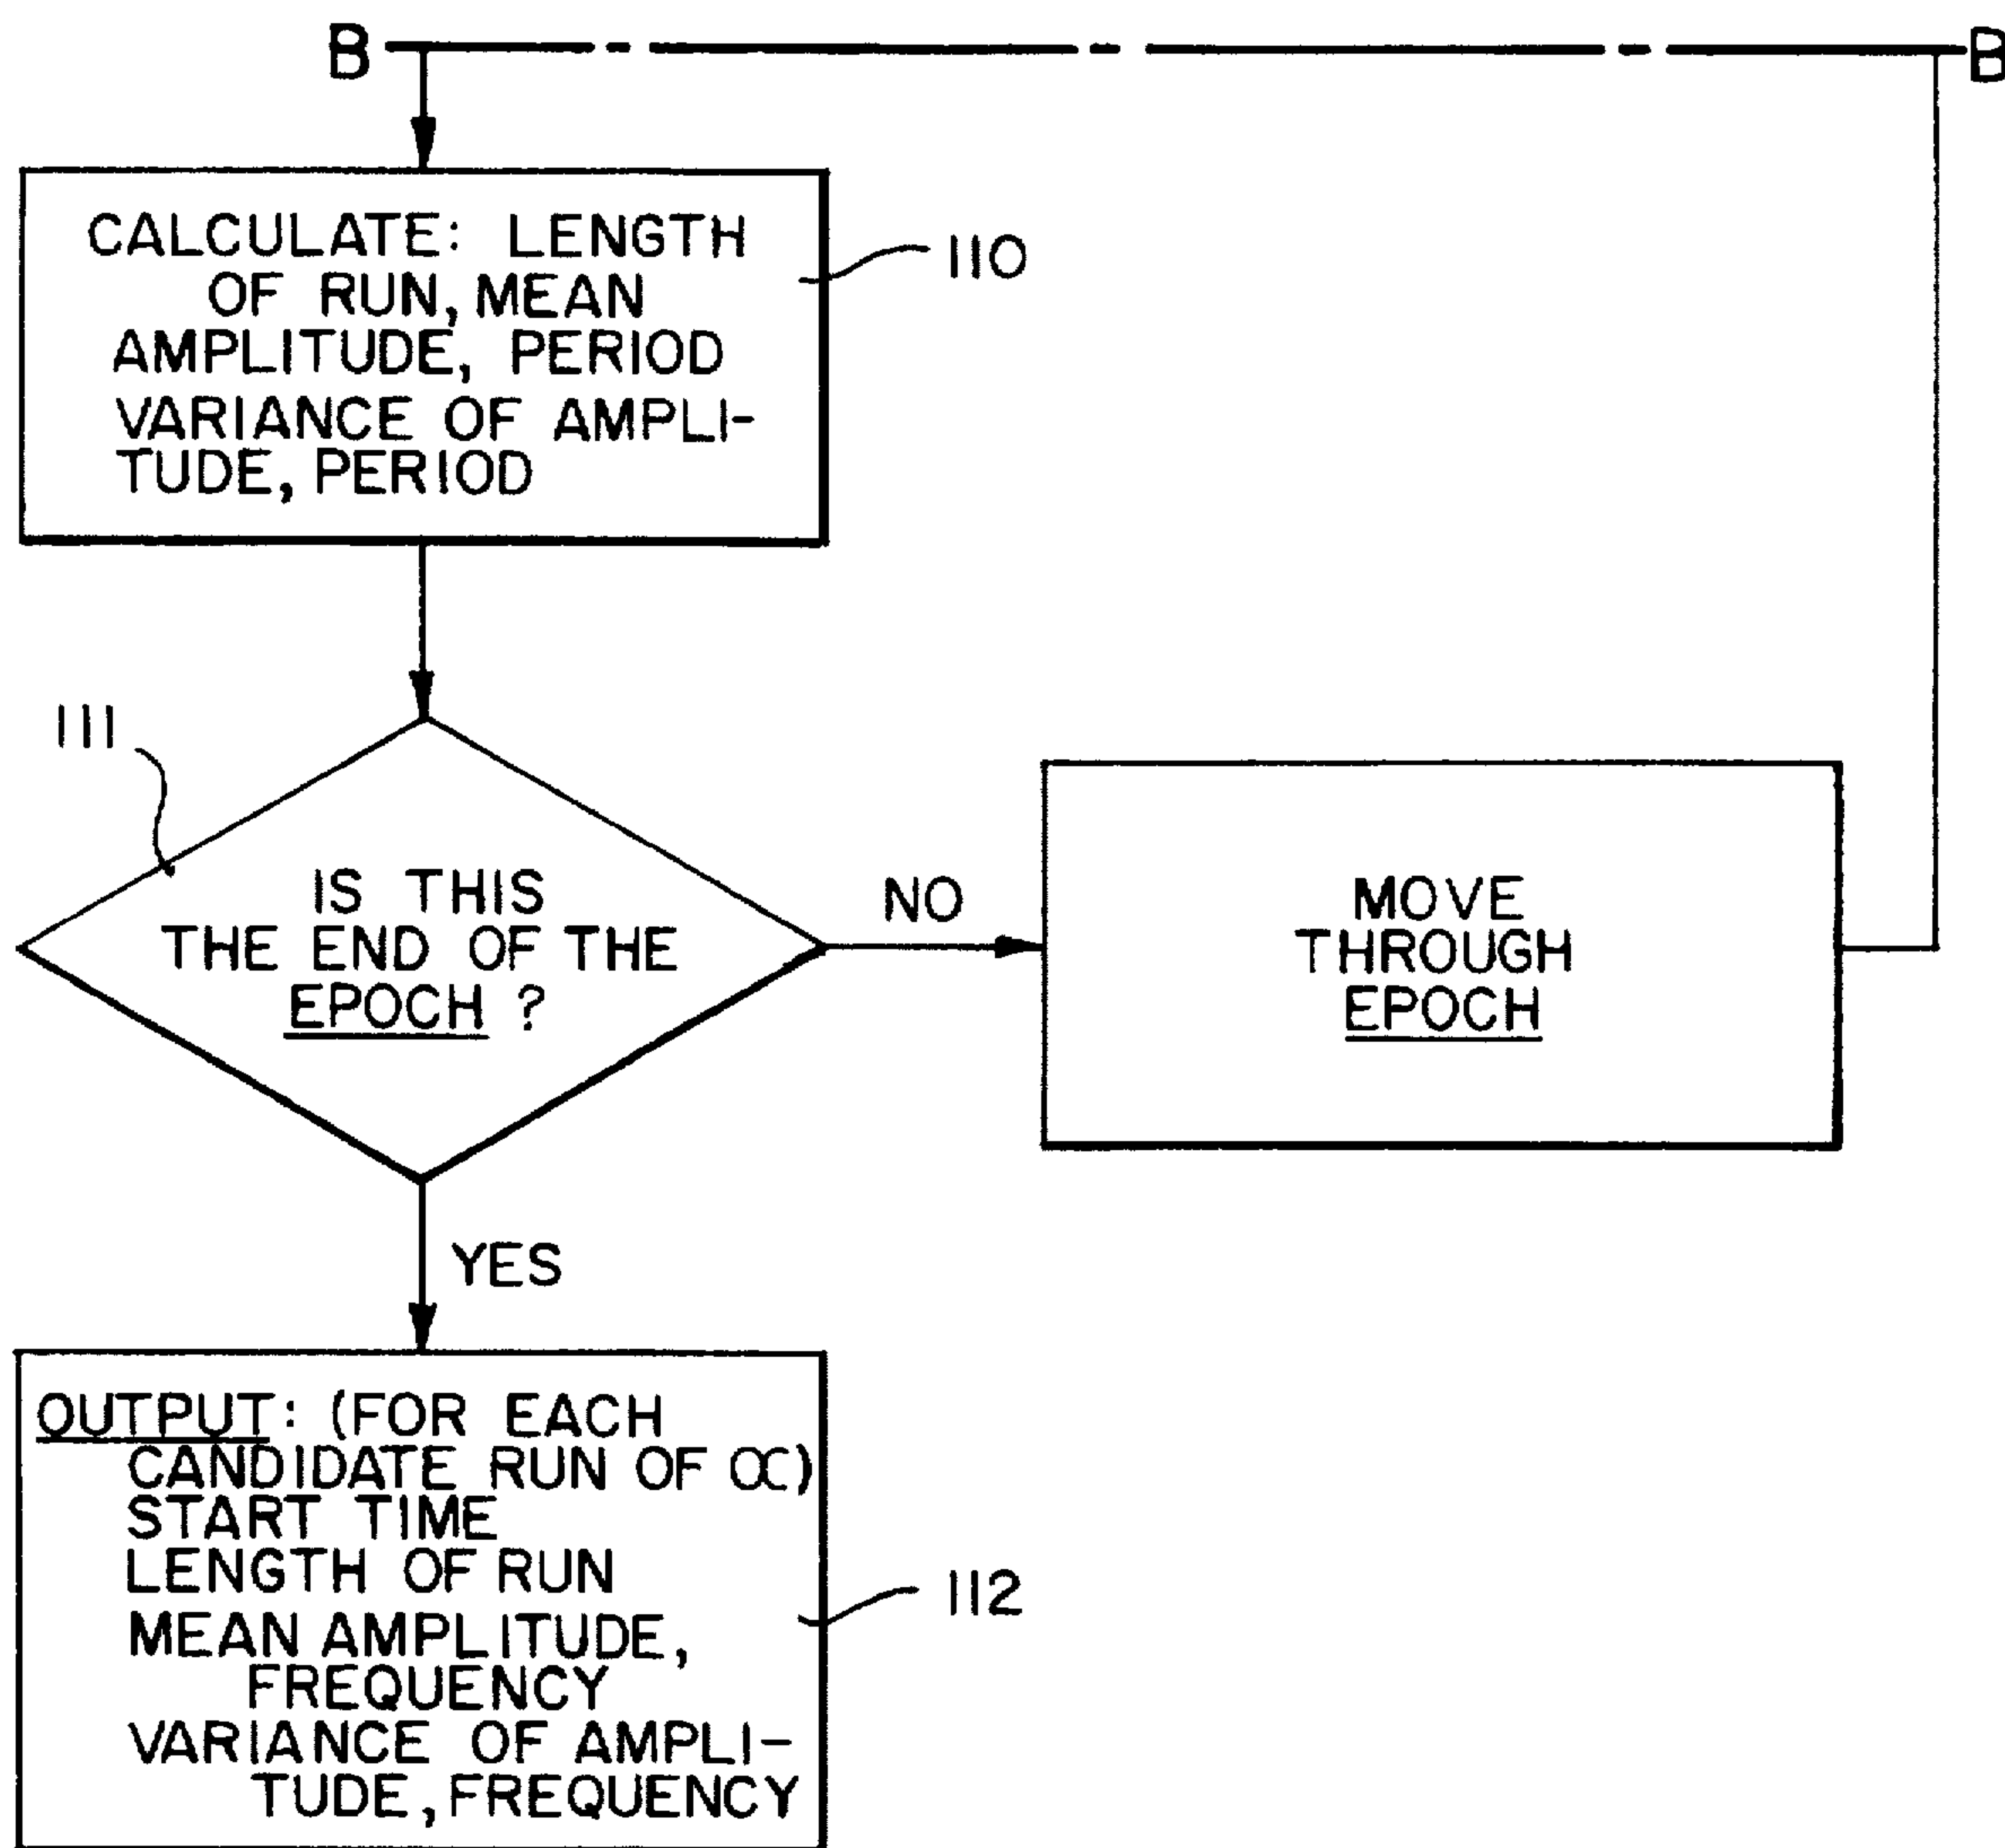 B B
CALCULATE: LENGTH
OF RUN, MEAN
AMPLITUDE, PERIOD
VARIANCE OF AMPLI-
TUDE, PERIOD
110
111
IS THIS
THE END OF THE
EPOCH ?
NO
MOVE
THROUGH
EPOCH
YES
OUTPUT: (FOR EACH
CANDIDATE RUN OF α)
START TIME
LENGTH OF RUN
MEAN AMPLITUDE,
FREQUENCY
VARIANCE OF AMPLI-
TUDE, FREQUENCY
112